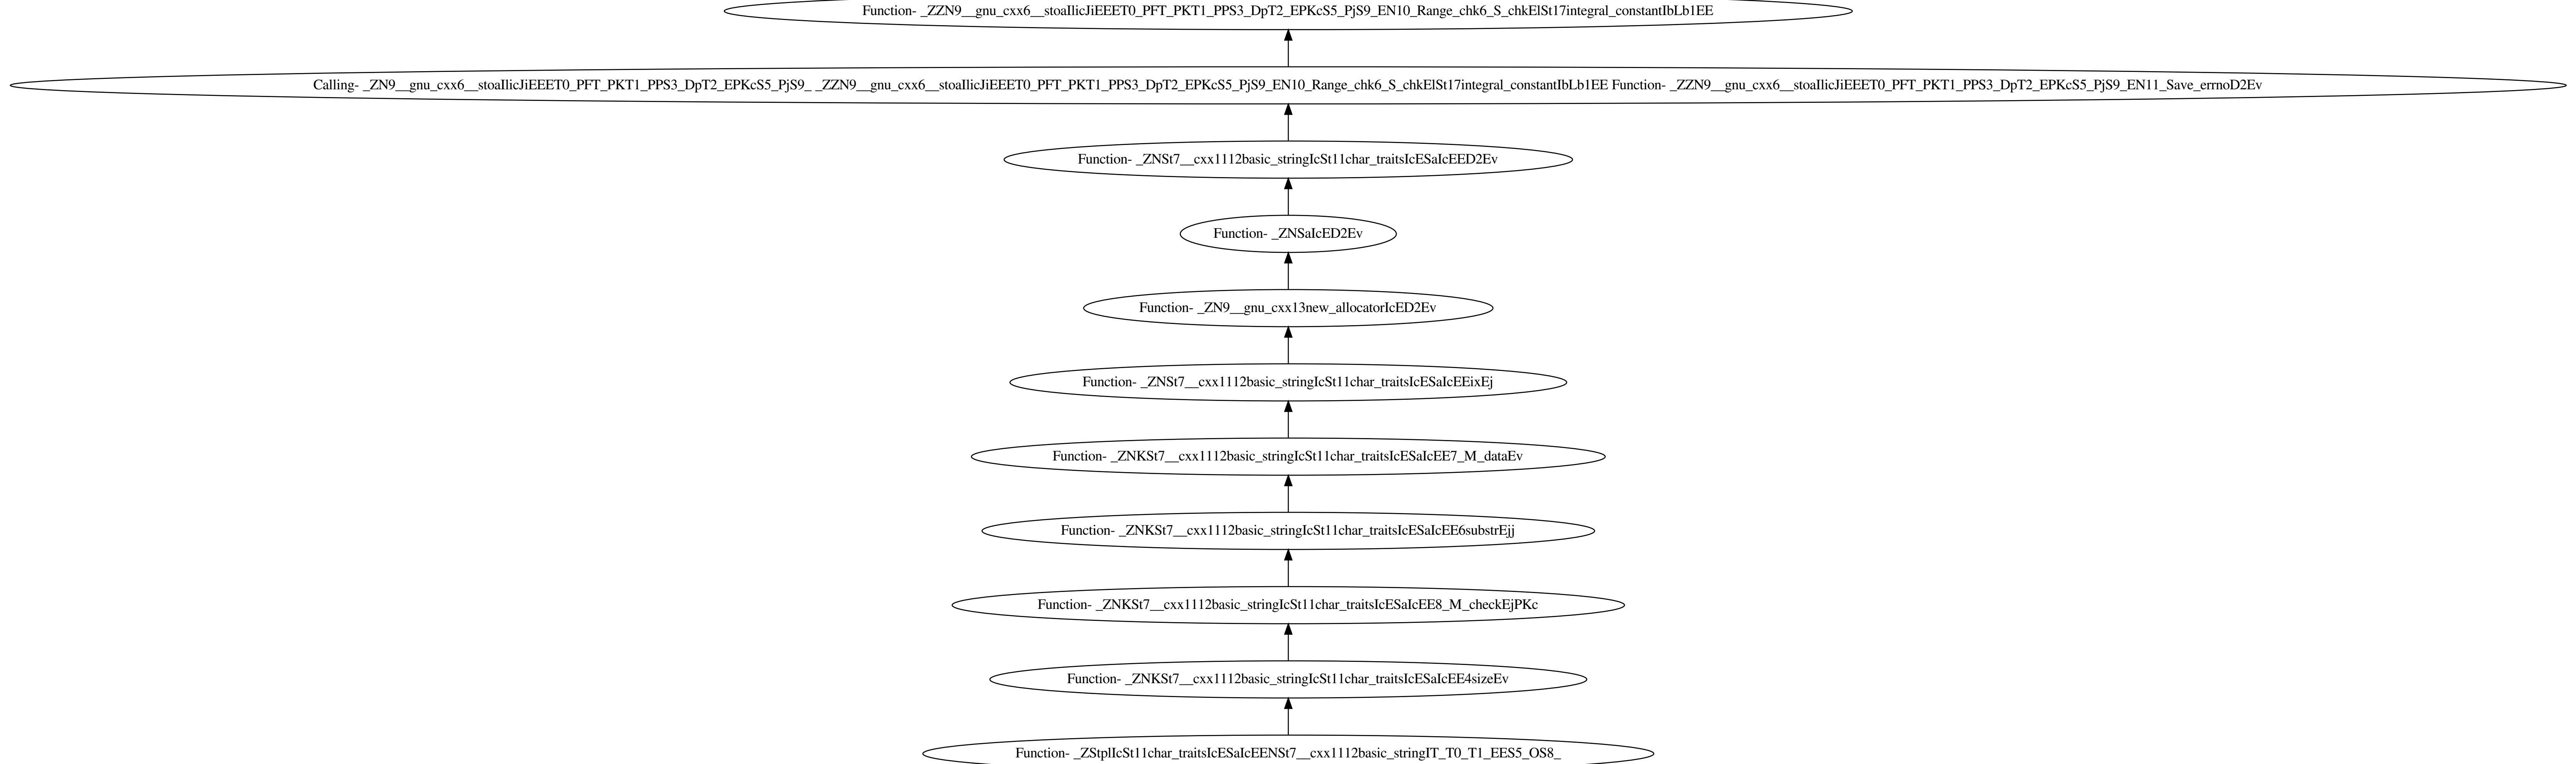 Function- _ZZN9__gnu_cxx6__stoaIlicJiEEET0_PFT_PKT1_PPS3_DpT2_EPKcS5_PjS9_EN10_Range_chk6_S_chkElSt17integral_constantIbLb1EE
Calling- _ZN9__gnu_cxx6__stoaIlicJiEEET0_PFT_PKT1_PPS3_DpT2_EPKcS5_PjS9_ _ZZN9__gnu_cxx6__stoaIlicJiEEET0_PFT_PKT1_PPS3_DpT2_EPKcS5_PjS9_EN10_Range_chk6_S_chkElSt17integral_constantIbLb1EE Function- _ZZN9__gnu_cxx6__stoaIlicJiEEET0_PFT_PKT1_PPS3_DpT2_EPKcS5_PjS9_EN11_Save_errnoD2Ev
Function- _ZNSt7__cxx1112basic_stringIcSt11char_traitsIcESaIcEED2Ev
Function- _ZNSaIcED2Ev
Function- _ZN9__gnu_cxx13new_allocatorIcED2Ev
Function- _ZNSt7__cxx1112basic_stringIcSt11char_traitsIcESaIcEEixEj
Function- _ZNKSt7__cxx1112basic_stringIcSt11char_traitsIcESaIcEE7_M_dataEv
Function- _ZNKSt7__cxx1112basic_stringIcSt11char_traitsIcESaIcEE6substrEjj
Function- _ZNKSt7__cxx1112basic_stringIcSt11char_traitsIcESaIcEE8_M_checkEjPKc
Function- _ZNKSt7__cxx1112basic_stringIcSt11char_traitsIcESaIcEE4sizeEv
Function- _ZStplIcSt11char_traitsIcESaIcEENSt7__cxx1112basic_stringIT_T0_T1_EES5_OS8_